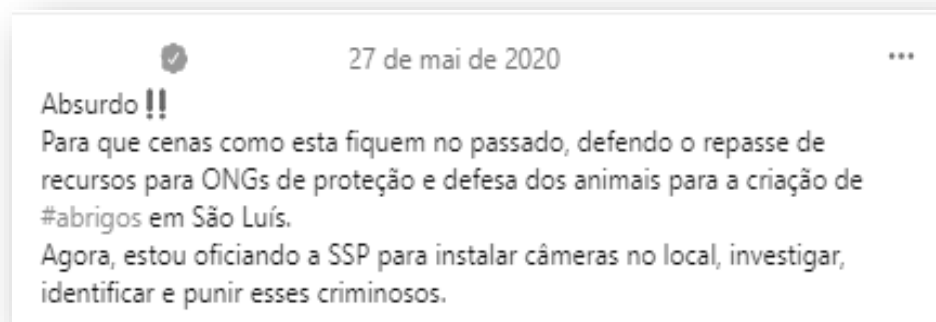 27 de mai de 2020
Absurdo ‼
Para que cenas como esta fiquem no passado, defendo o repasse de
recursos para ONGs de proteção e defesa dos animais para a criação de
#abrigos em São Luís.
Agora, estou oficiando a SSP para instalar câmeras no local, investigar,
identificar e punir esses criminosos.